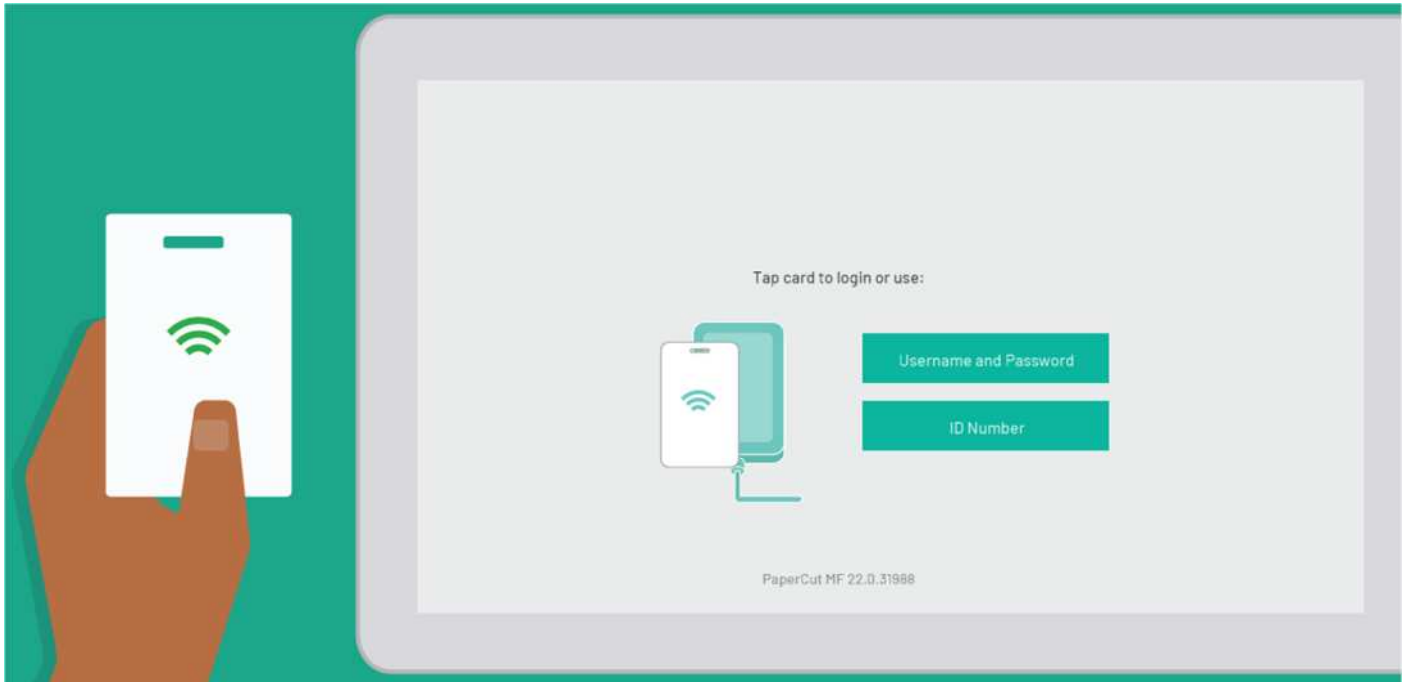 Tap card to login or use:
Username and Password
ID Number
PaperCut MF 22.0.31988